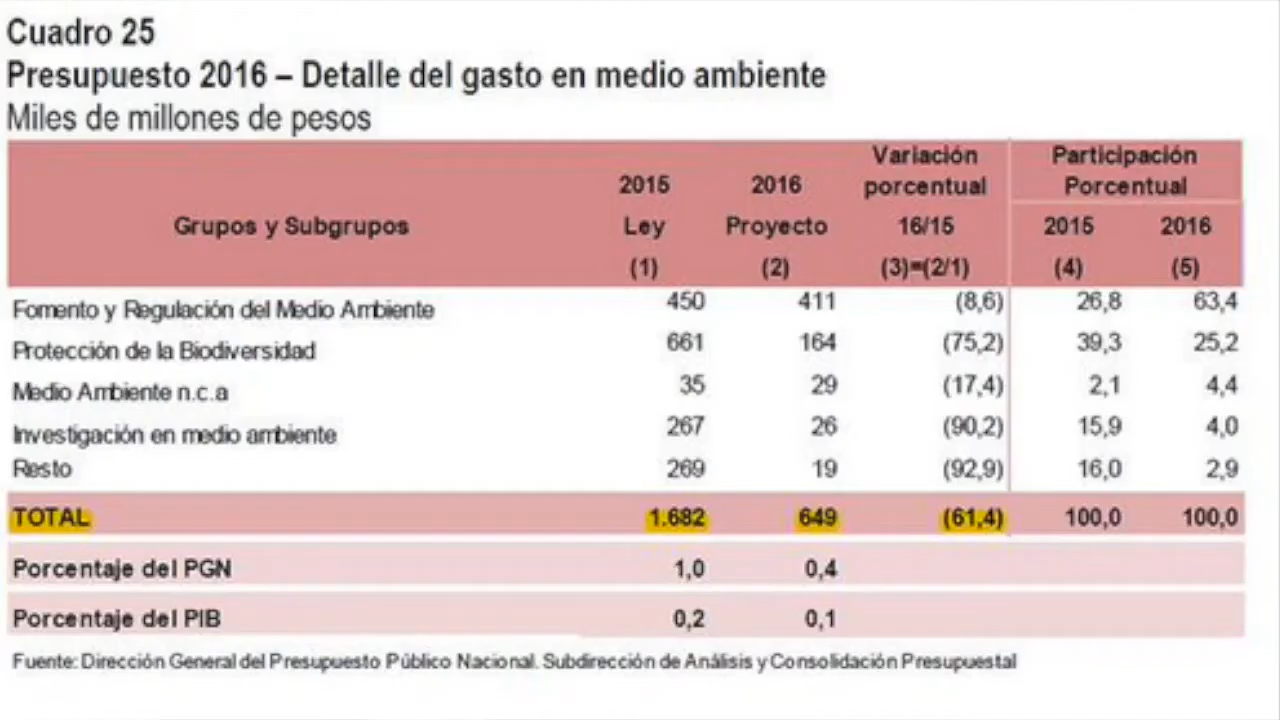 Cuadro 25
Presupuesto 2016 – Detalle del gasto en medio ambiente
Miles de millones de pesos
Variación Participación
2015 2016 porcentual Porcentual
Grupos y Subgrupos Ley Proyecto 16/15 2015 2016
(1) (2) (3)=(2/1) (4) (5)
Fomento y Regulación del Medio Ambiente 450 411 (8,6) 26,8 63,4
Protección de la Biodiversidad 661 164 (75,2) 39,3 25,2
Medio Ambiente n.c.a 35 29 (17,4) 2,1 4,4
Investigación en medio ambiente 267 26 (90,2) 15,9 4,0
Resto 269 19 (92,9) 16,0 2,9
TOTAL 1.682 649 (61,4) 100,0 100,0
Porcentaje del PGN 1,0 0,4
Porcentaje del PIB 0,2 0,1
Fuente: Dirección General del Presupuesto Público Nacional. Subdirección de Análisis y Consolidación Presupuestal